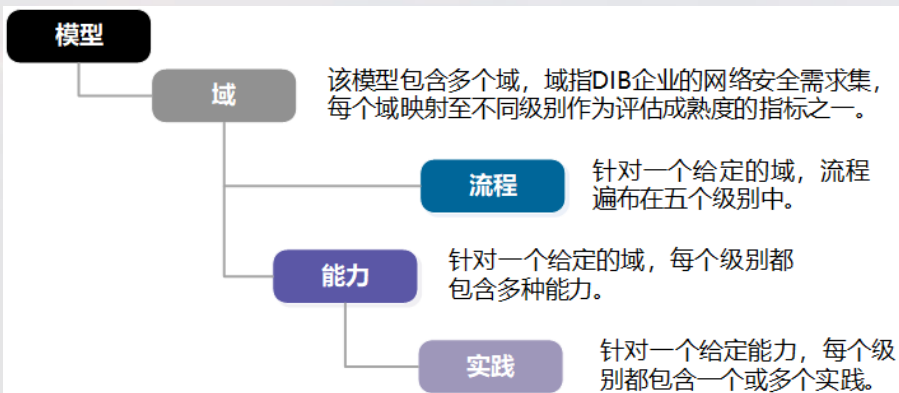 模型
域
该模型包含多个域，域指DIB企业的网络安全需求集，
每个域映射至不同级别作为评估成熟度的指标之一。
流程
针对一个给定的域，流程
遍布在五个级别中。
能力
针对一个给定的域，每个级别都
包含多种能力。
实践
针对一个给定能力，每个级
别都包含一个或多个实践。